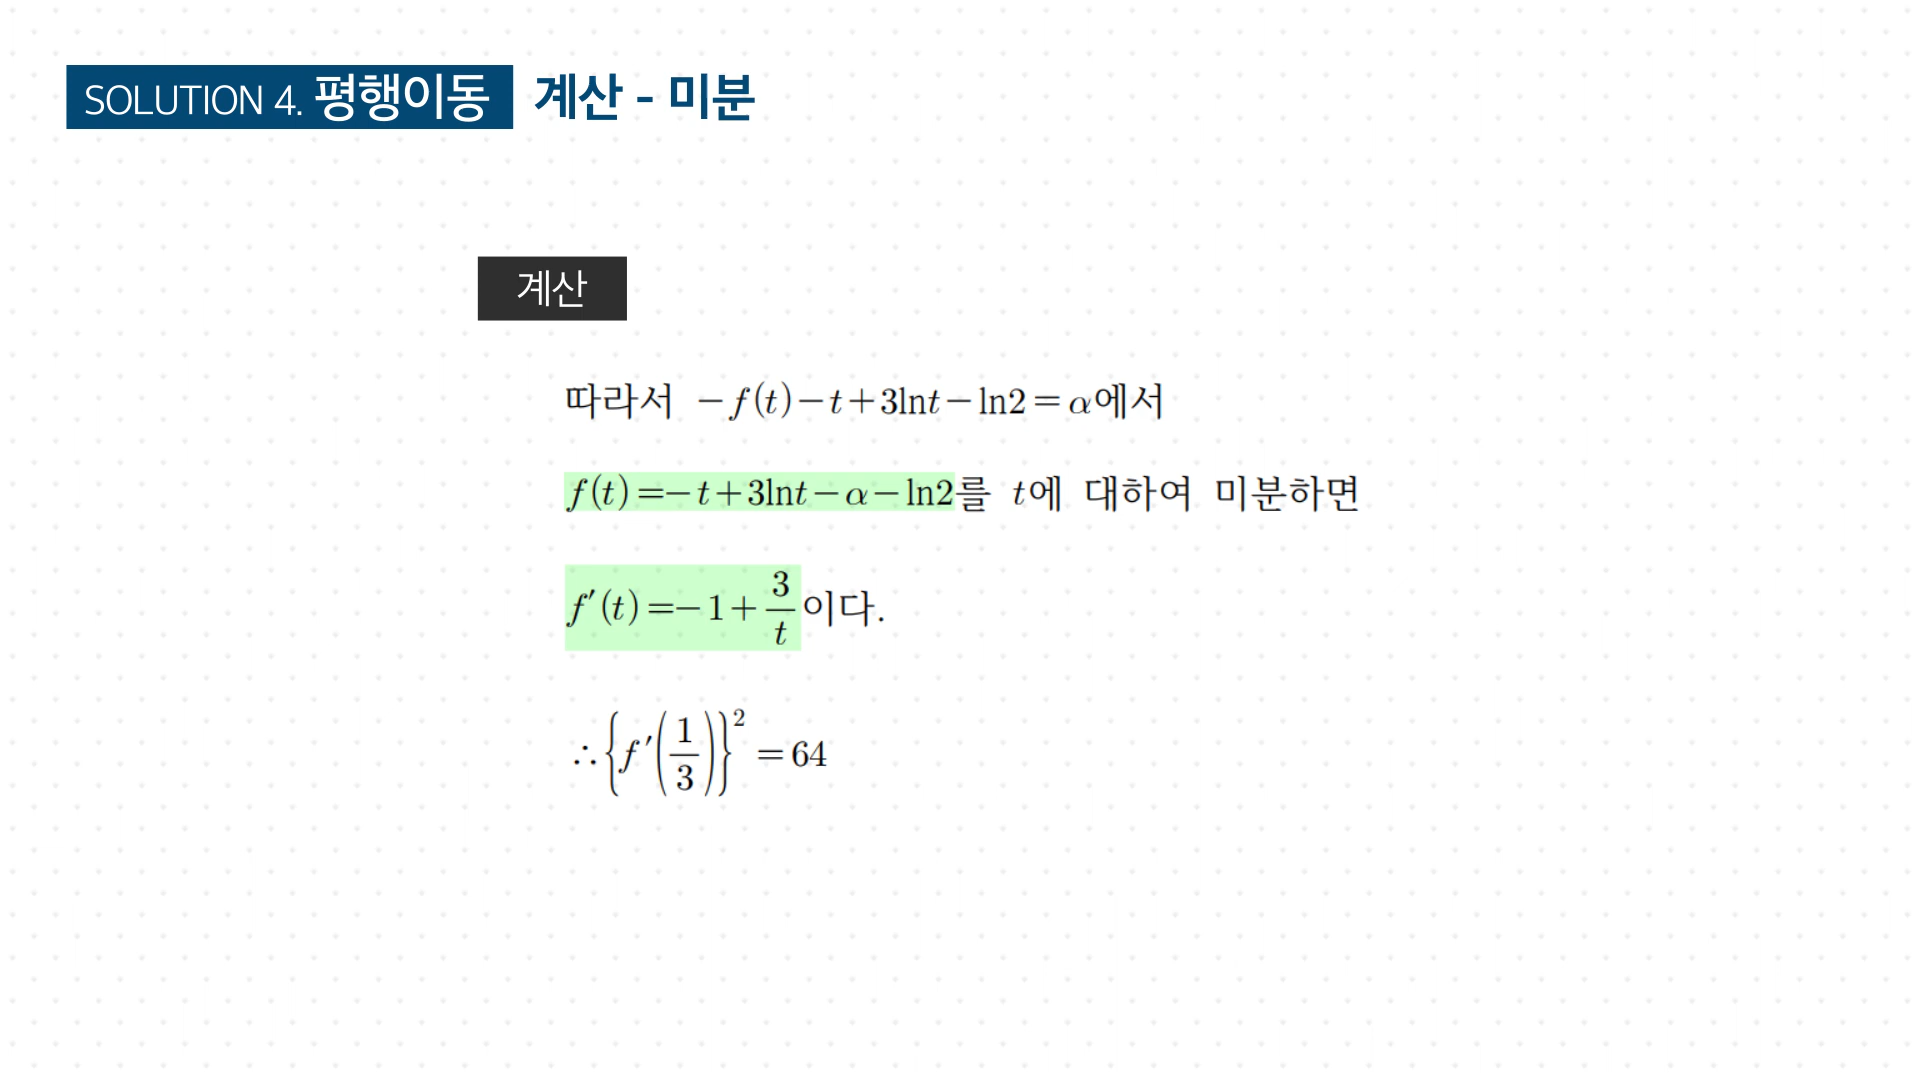 SOLUTION 4. 평행이동 계산 - 미분
계산
따라서 −f(t)−t+3lnt−ln2=α에서
f(t)=−t+3lnt−α−ln2를 t에 대하여 미분하면
f′(t)=−1+3/t이다.
∴{f′(1/3)}²=64